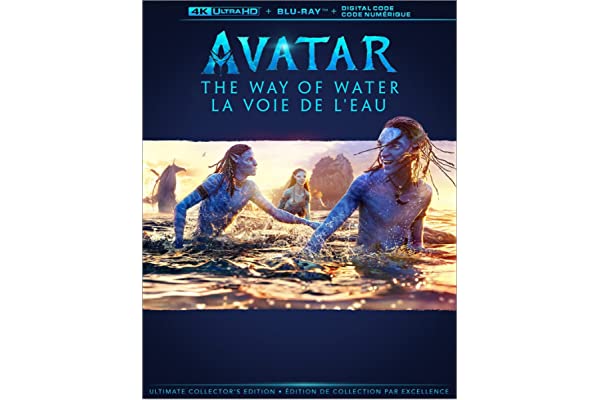 4K ULTRA HD + BLU-RAY™ + DIGITAL CODE
CODE NUMÉRIQUE
AVATAR
THE WAY OF WATER
LA VOIE DE L'EAU
ULTIMATE COLLECTOR'S EDITION • ÉDITION DE COLLECTION PAR EXCELLENCE